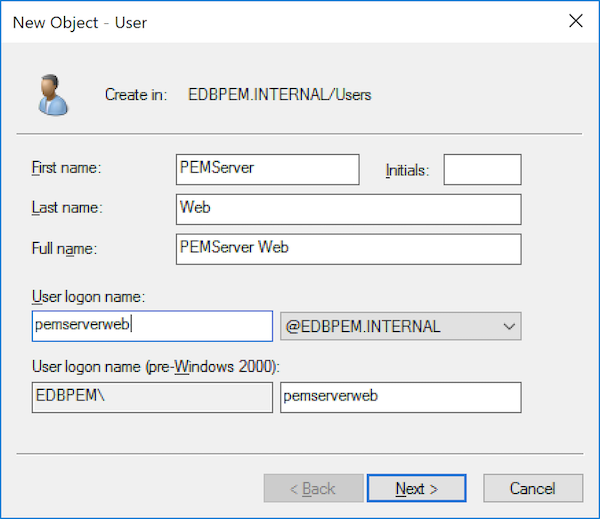 New Object - User
Create in: EDBPEM.INTERNAL/Users
First name: PEMServer Initials:
Last name: Web
Full name: PEMServer Web
User logon name:
pemserverweb @EDBPEM.INTERNAL
User logon name (pre-Windows 2000):
EDBPEM\ pemserverweb
< Back Next > Cancel